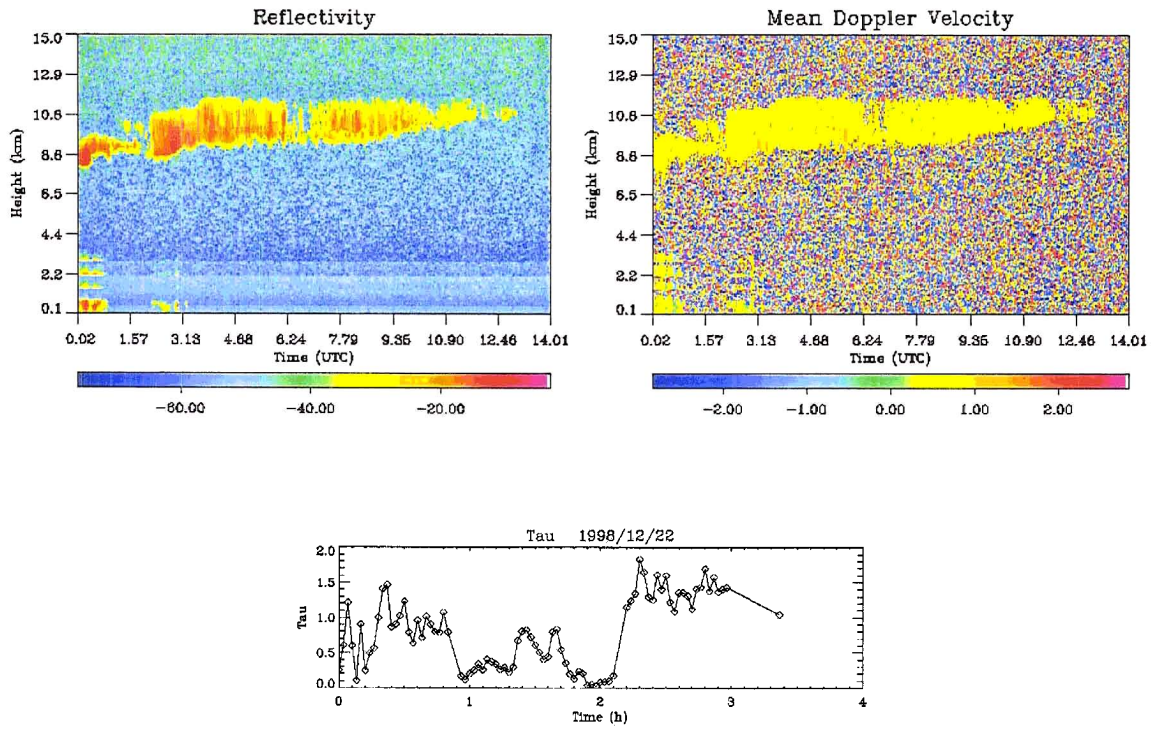 Reflectivity
15.0
12.9
10.8
8.6
6.5
4.4
2.2
0.1
Height (km)
0.02 1.57 3.13 4.68 6.24 7.79 9.35 10.90 12.46 14.01
Time (UTC)
-60.00 -40.00 -20.00
Mean Doppler Velocity
15.0
12.9
10.8
8.6
6.5
4.4
2.2
0.1
Height (km)
0.02 1.57 3.13 4.68 6.24 7.79 9.35 10.90 12.46 14.01
Time (UTC)
-2.00 -1.00 0.00 1.00 2.00
Tau 1998/12/22
2.0
1.5
1.0
0.5
0.0
Tau
0 1 2 3 4
Time (h)